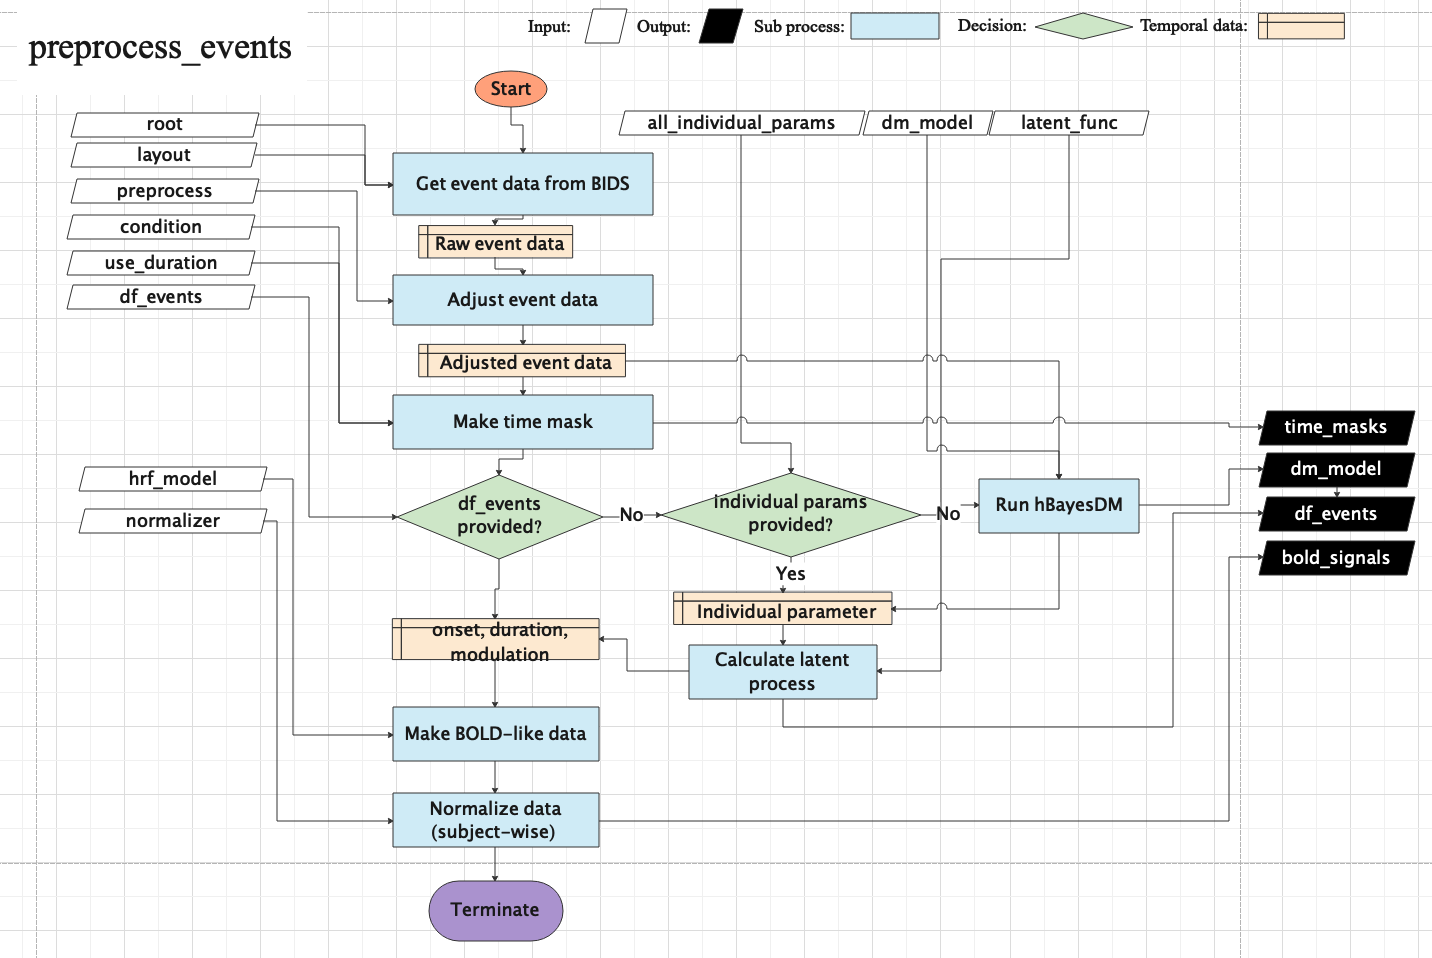 Input:
Output:
Sub process:
Decision:
Temporal data:
preprocess_events
Start
root
layout
preprocess
condition
use_duration
df_events
all_individual_params
dm_model
latent_func
Get event data from BIDS
Raw event data
Adjust event data
Adjusted event data
Make time mask
time_masks
dm_model
df_events
bold_signals
hrf_model
normalizer
df_events
provided?
No
individual params
provided?
No
Run hBayesDM
Yes
Individual parameter
onset, duration,
modulation
Calculate latent
process
Make BOLD-like data
Normalize data
(subject-wise)
Terminate